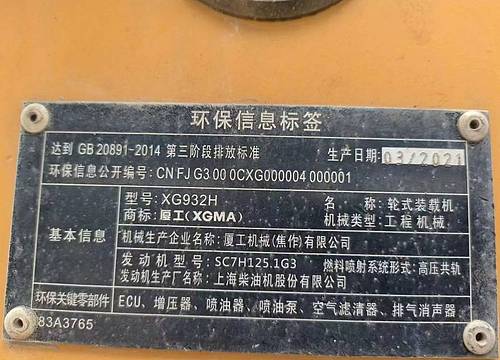 环保信息标签
达到 GB 20891-2014 第三阶段排放标准 生产日期: 03/2021
环保信息公开编号: CN FJ G3 00 0CXG000004 000001
基本信息
型号: XG932H 名称: 轮式装载机
商标: 厦工(XGMA) 机械类型: 工程机械
机械生产企业名称: 厦工机械(焦作)有限公司
发动机型号: SC7H125.1G3 燃料喷射系统形式: 高压共轨
发动机生产厂名称: 上海柴油机股份有限公司
环保关键零部件 ECU、增压器、喷油器、喷油泵、空气滤清器、排气消声器
83A3765